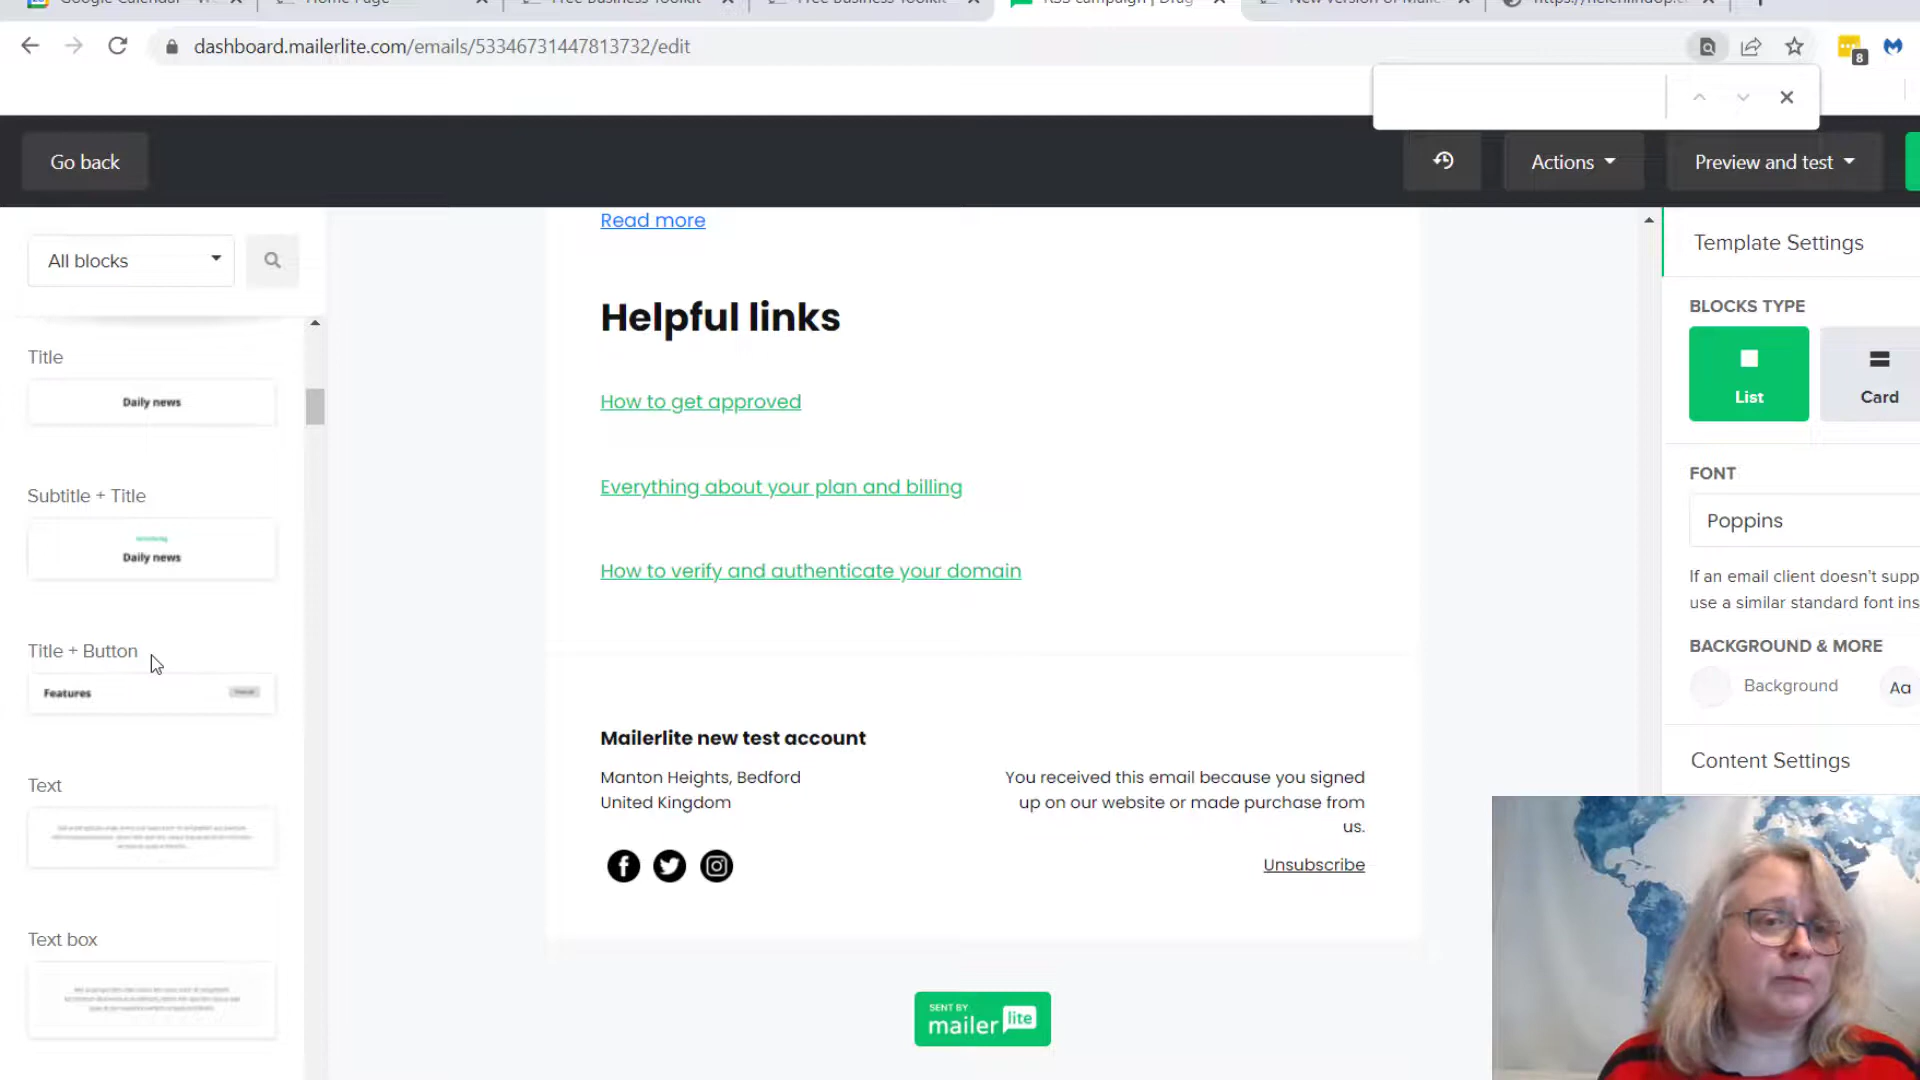 dashboard.mailerlite.com/emails/53346731447813732/edit
8
Go back
Actions
Preview and test
All blocks
Title
Daily news
Subtitle + Title
Daily news
Title + Button
Features
Text
Text box
Read more
Helpful links
How to get approved
Everything about your plan and billing
How to verify and authenticate your domain
Mailerlite new test account
Manton Heights, Bedford
United Kingdom
You received this email because you signed
up on our website or made purchase from
us.
Unsubscribe
SENT BY
mailer lite
Template Settings
BLOCKS TYPE
List
Card
FONT
Poppins
If an email client doesn't supp
use a similar standard font ins
BACKGROUND & MORE
Background
Aa
Content Settings